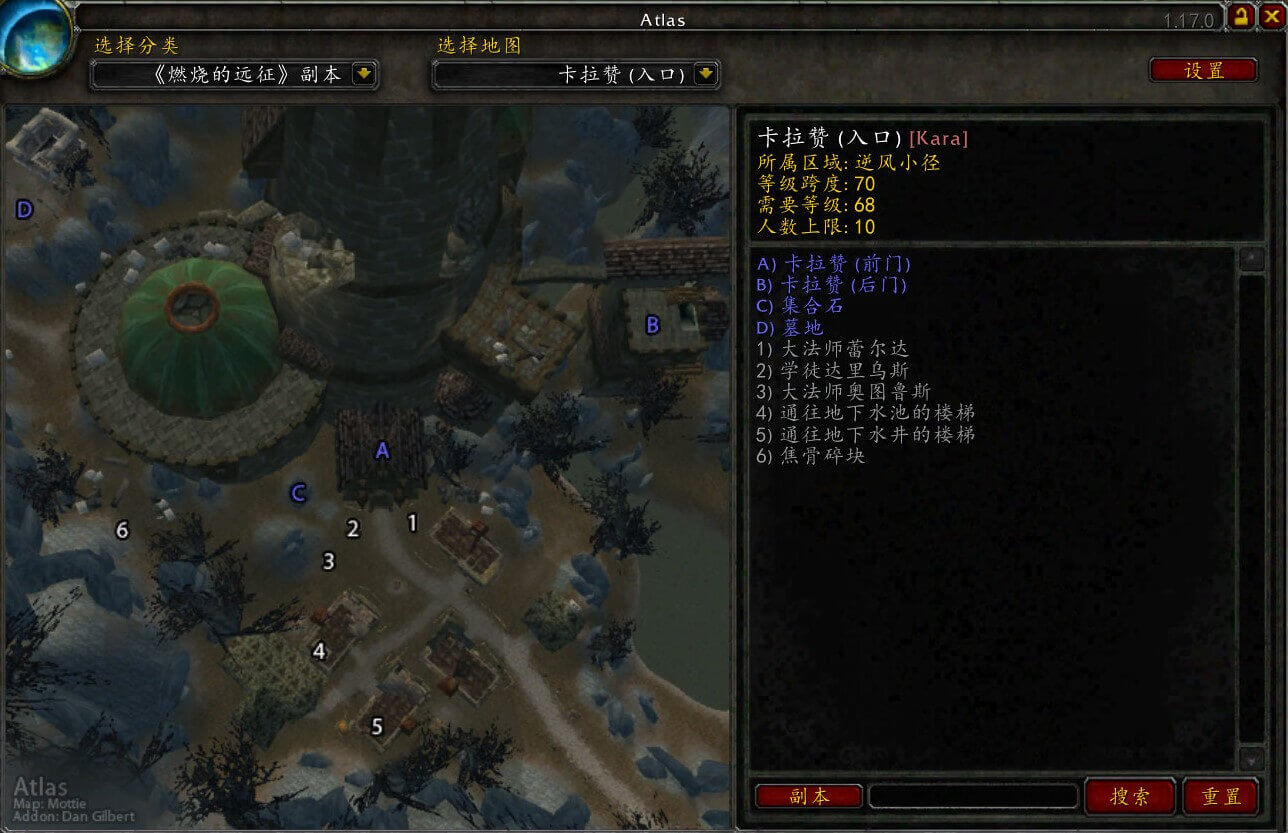 Atlas
1.17.0
选择分类
选择地图
《燃烧的远征》副本
卡拉赞 (入口)
设置
D
B
A
C
1
2
6
3
4
5
Atlas
Map: Mottie
Addon: Dan Gilbert
卡拉赞 (入口) [Kara]
所属区域: 逆风小径
等级跨度: 70
需要等级: 68
人数上限: 10
A) 卡拉赞 (前门)
B) 卡拉赞 (后门)
C) 集合石
D) 墓地
1) 大法师蕾尔达
2) 学徒达里乌斯
3) 大法师奥图鲁斯
4) 通往地下水池的楼梯
5) 通往地下水井的楼梯
6) 焦骨碎块
副本
搜索
重置